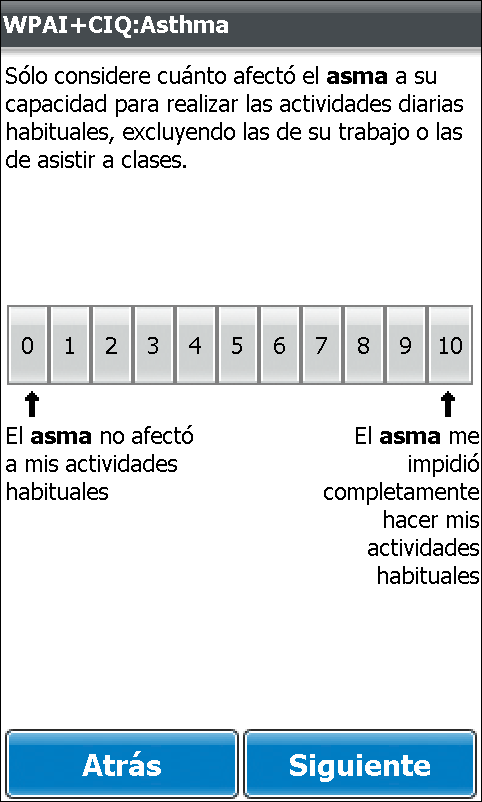 WPAI+CIQ:Asthma
Sólo considere cuánto afectó el asma a su
capacidad para realizar las actividades diarias
habituales, excluyendo las de su trabajo o las
de asistir a clases.
0 1 2 3 4 5 6 7 8 9 10
El asma no afectó
a mis actividades
habituales
El asma me
impidió
completamente
hacer mis
actividades
habituales
Atrás
Siguiente